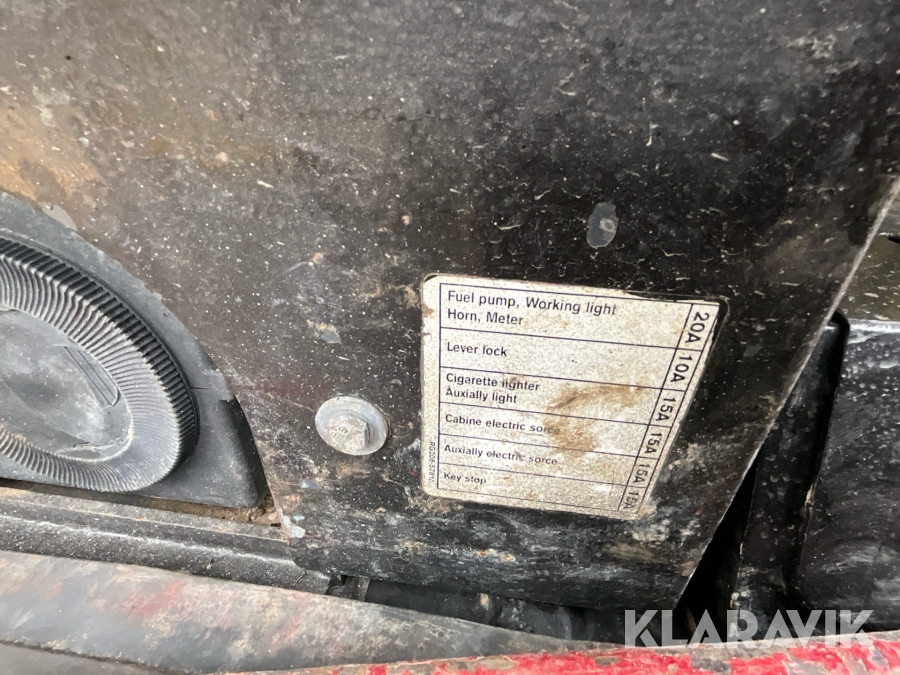 Fuel pump, Working light
Horn, Meter
20A
Lever lock
10A
Cigarette lighter
Auxially light
15A
Cabine electric sorce
15A
Auxially electric sorce
15A
Key stop
15A
KLARAVIK